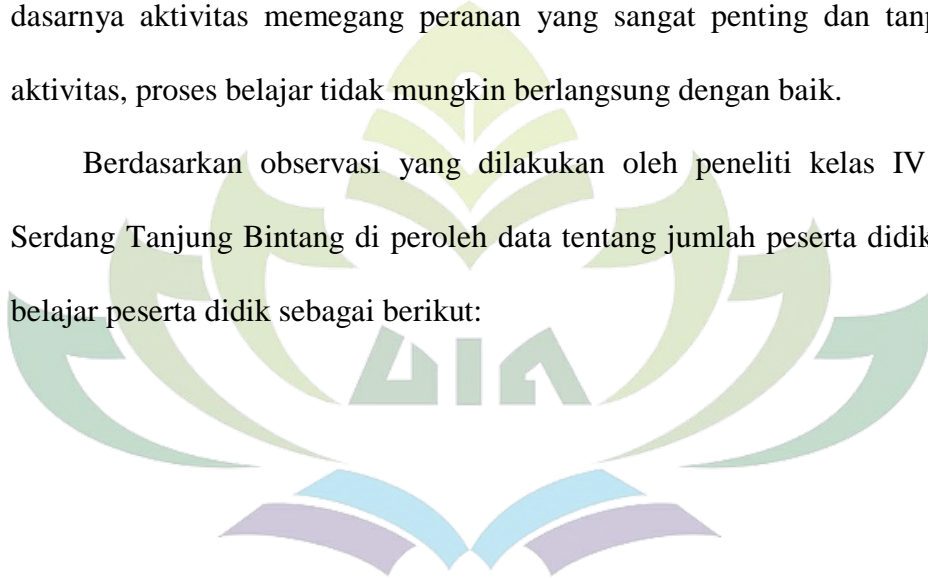 dasarnya aktivitas memegang peranan yang sangat penting dan
aktivitas, proses belajar tidak mungkin berlangsung dengan baik.
Berdasarkan observasi yang dilakukan oleh peneliti kelas IV
Serdang Tanjung Bintang di peroleh data tentang jumlah peserta didik
belajar peserta didik sebagai berikut:
UIN